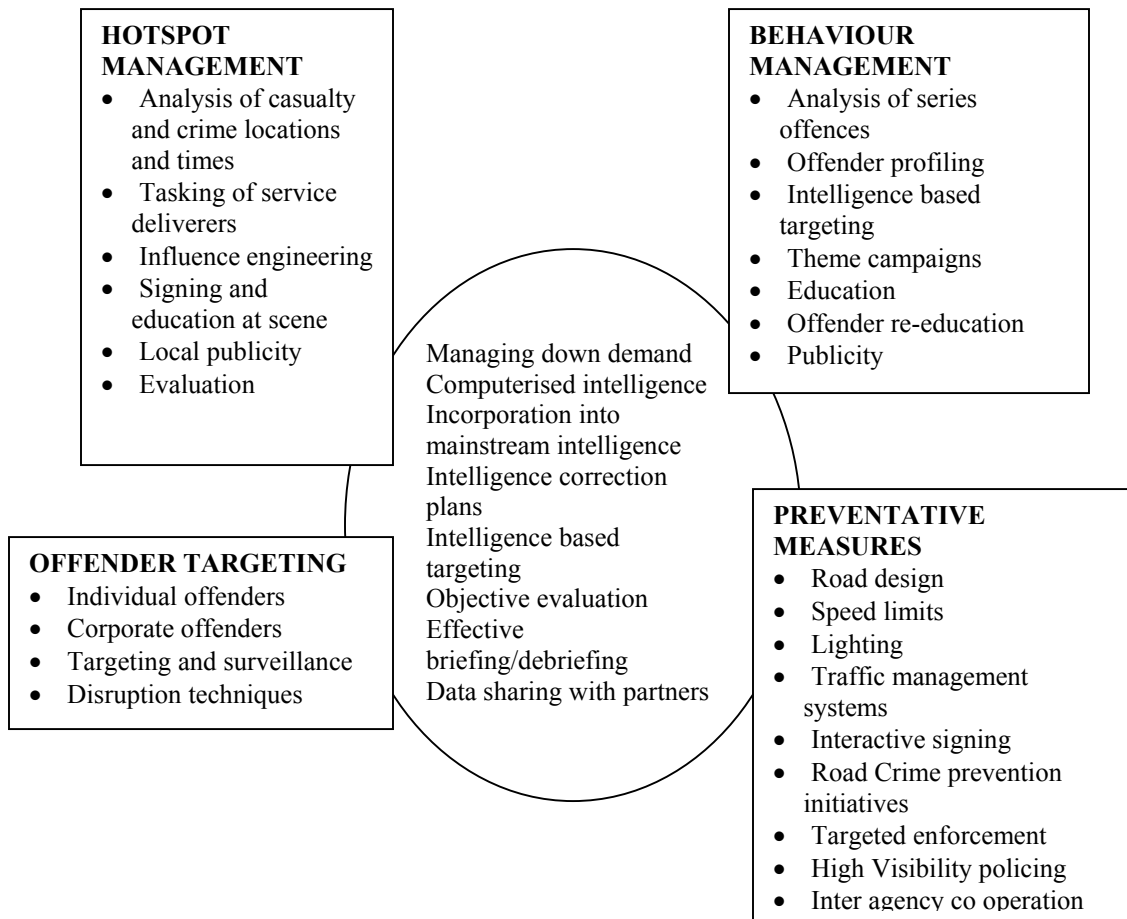 HOTSPOT
MANAGEMENT
• Analysis of casualty
and crime locations
and times
• Tasking of service
deliverers
• Influence engineering
• Signing and
education at scene
• Local publicity
• Evaluation
BEHAVIOUR
MANAGEMENT
• Analysis of series
offences
• Offender profiling
• Intelligence based
targeting
• Theme campaigns
• Education
• Offender re-education
• Publicity
Managing down demand
Computerised intelligence
Incorporation into
mainstream intelligence
Intelligence correction
plans
Intelligence based
targeting
Objective evaluation
Effective
briefing/debriefing
Data sharing with partners
OFFENDER TARGETING
• Individual offenders
• Corporate offenders
• Targeting and surveillance
• Disruption techniques
PREVENTATIVE
MEASURES
• Road design
• Speed limits
• Lighting
• Traffic management
systems
• Interactive signing
• Road Crime prevention
initiatives
• Targeted enforcement
• High Visibility policing
• Inter agency co operation